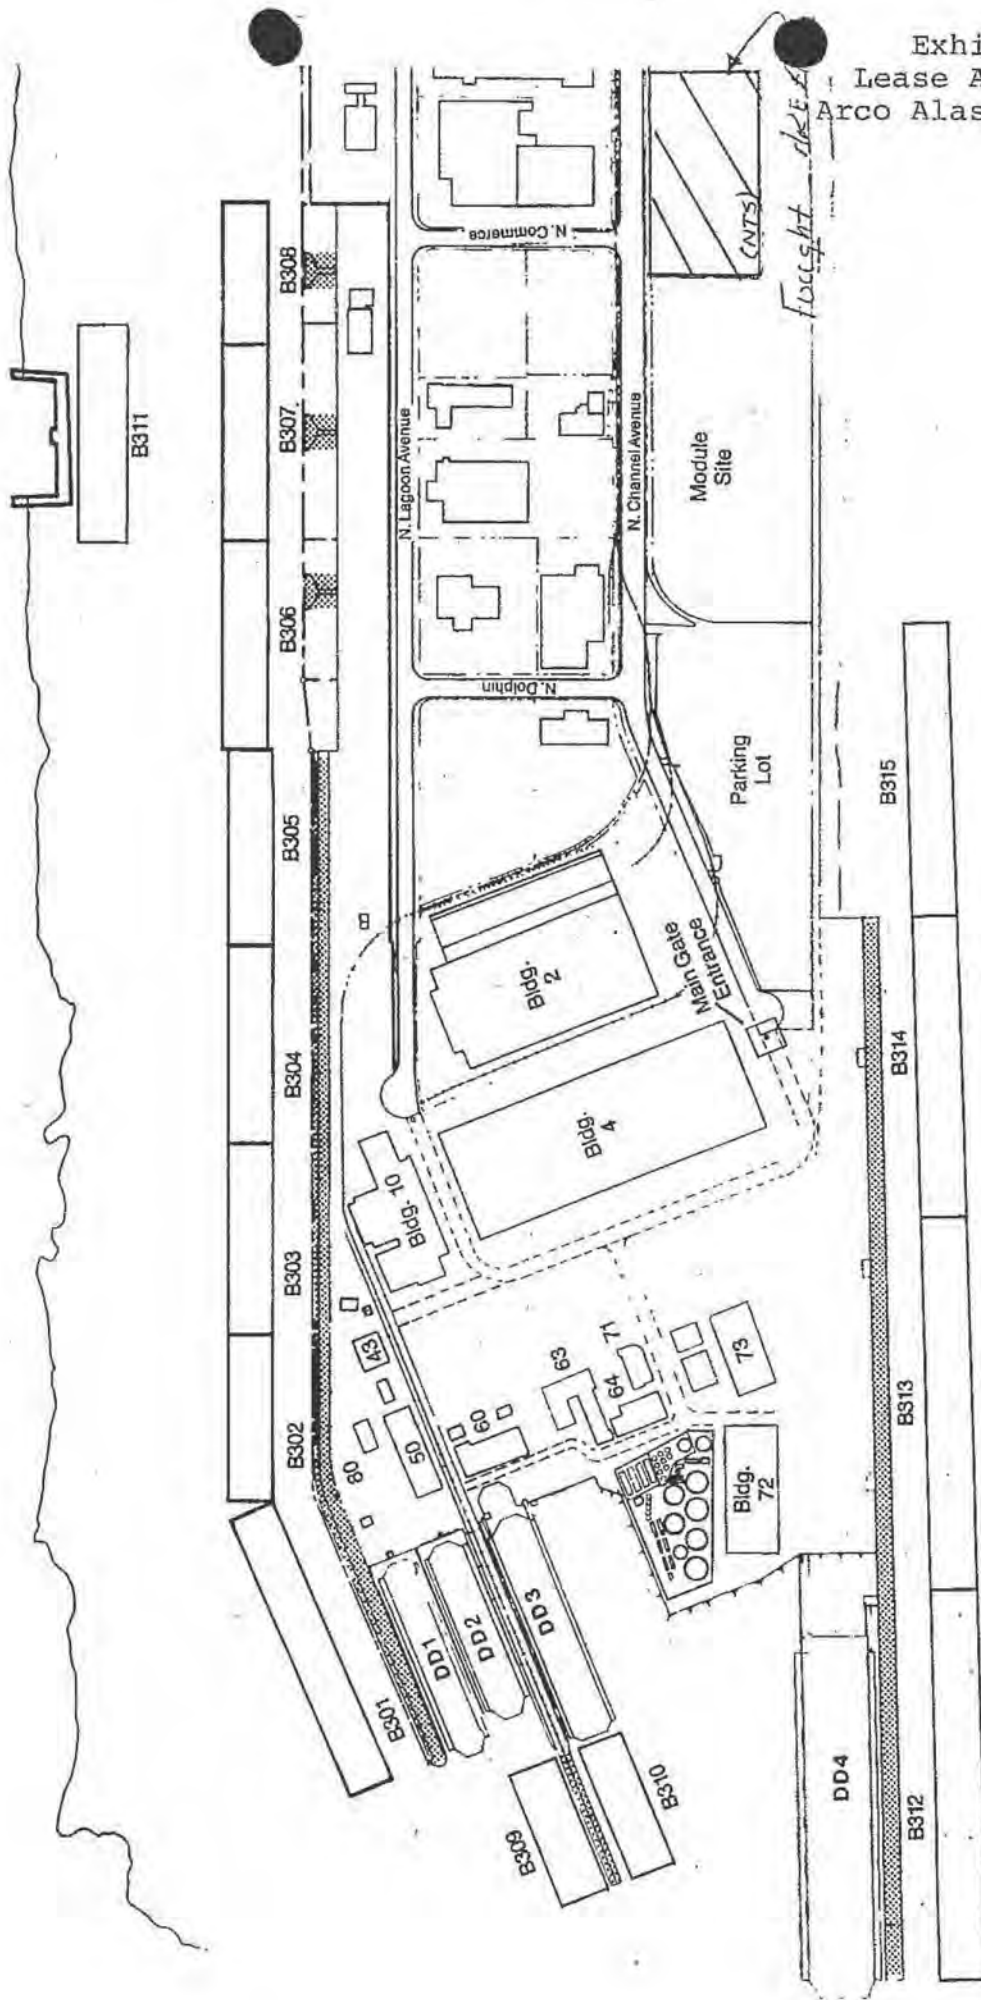 Exhi
Lease A
Arco Alas
(NTS)
B308
N. Commerce
B311
B307
N. Lagoon Avenue
N. Channel Avenue
Module
Site
B306
N. Dolphin
Parking
Lot
B305
B315
Bldg.
2
Main Gate
Entrance
B304
B314
Bldg.
4
Bldg. 10
B303
43
71
63
64
73
B302
80
50
60
B313
Bldg.
72
DD1
DD2
DD3
B301
B310
B309
DD4
B312